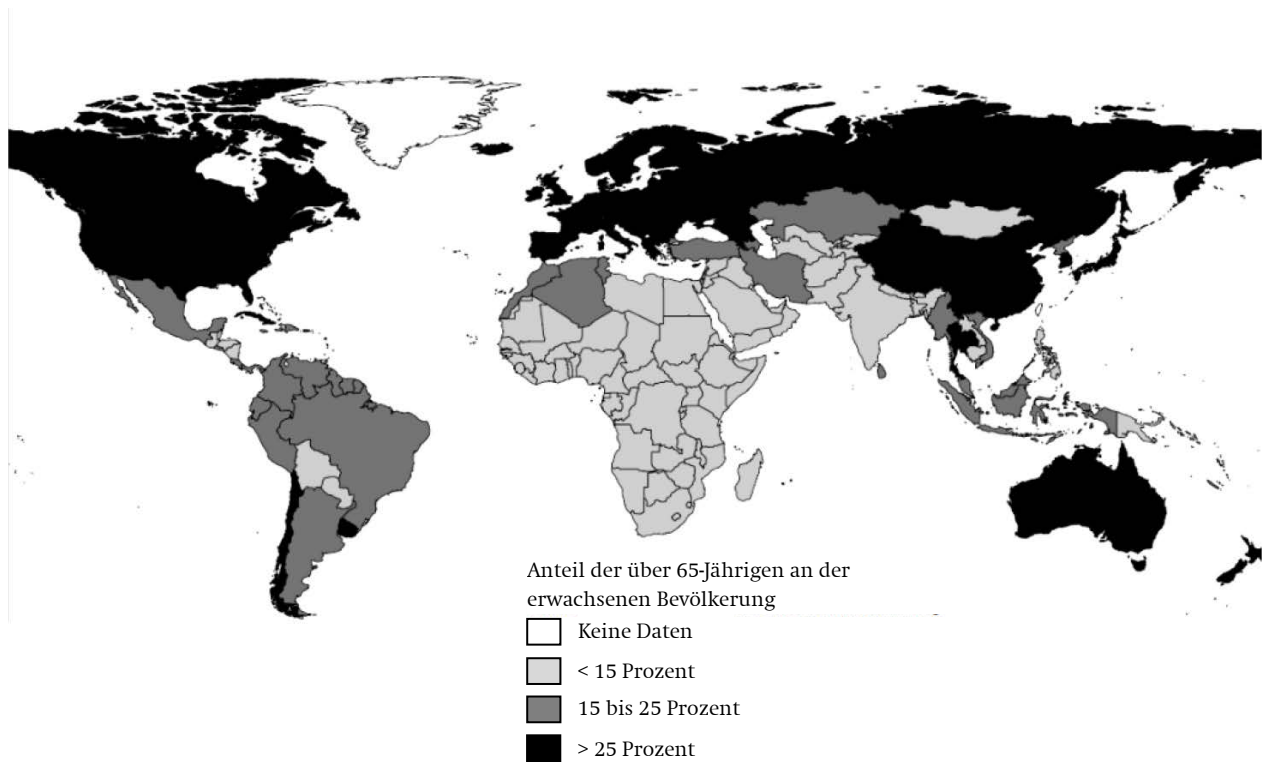 Anteil der über 65-Jährigen an der
erwachsenen Bevölkerung
Keine Daten
< 15 Prozent
15 bis 25 Prozent
> 25 Prozent